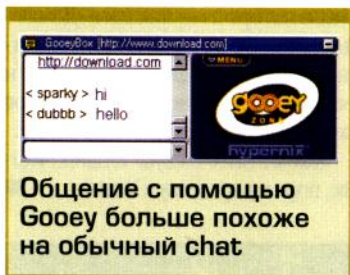 GooeyBox [http://www.download.com]
http://download.com
MENU
< sparky > hi
< dubbb > hello
gooey
ZONE
hypernix
Общение с помощью
Gooey больше похоже
на обычный chat